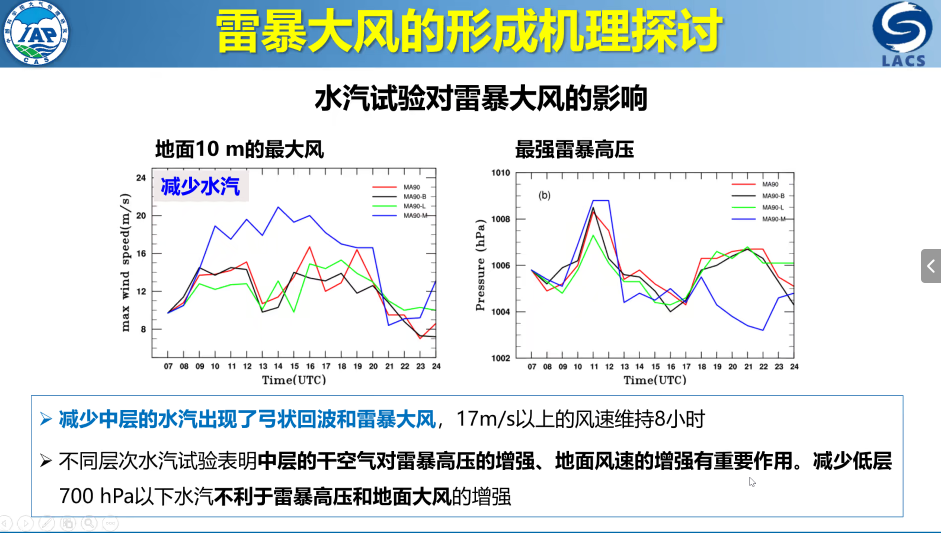 雷暴大风的形成机理探讨
IAP
CAS
LACS
水汽试验对雷暴大风的影响
地面10 m的最大风
最强雷暴高压
减少水汽
max wind speed(m/s)
24
20
16
12
8
MA90
MA90-B
MA90-L
MA90-M
07 08 09 10 11 12 13 14 15 16 17 18 19 20 21 22 23 24
Time(UTC)
(b)
Pressure (hPa)
1010
1008
1006
1004
1002
MA90
MA90-B
MA90-L
MA90-M
07 08 09 10 11 12 13 14 15 16 17 18 19 20 21 22 23 24
Time(UTC)
➢ 减少中层的水汽出现了弓状回波和雷暴大风，17m/s以上的风速维持8小时
➢ 不同层次水汽试验表明中层的干空气对雷暴高压的增强、地面风速的增强有重要作用。减少低层
700 hPa以下水汽不利于雷暴高压和地面大风的增强